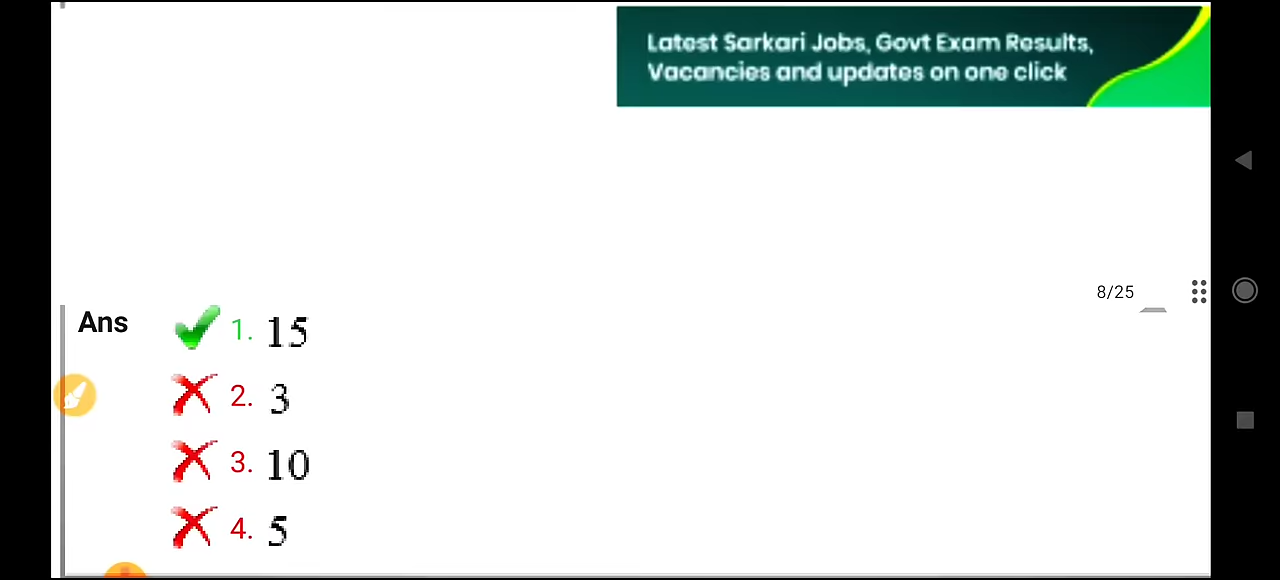 Latest Sarkari Jobs, Govt Exam Results,
Vacancies and updates on one click
8/25
Ans 1. 15
2. 3
3. 10
4. 5